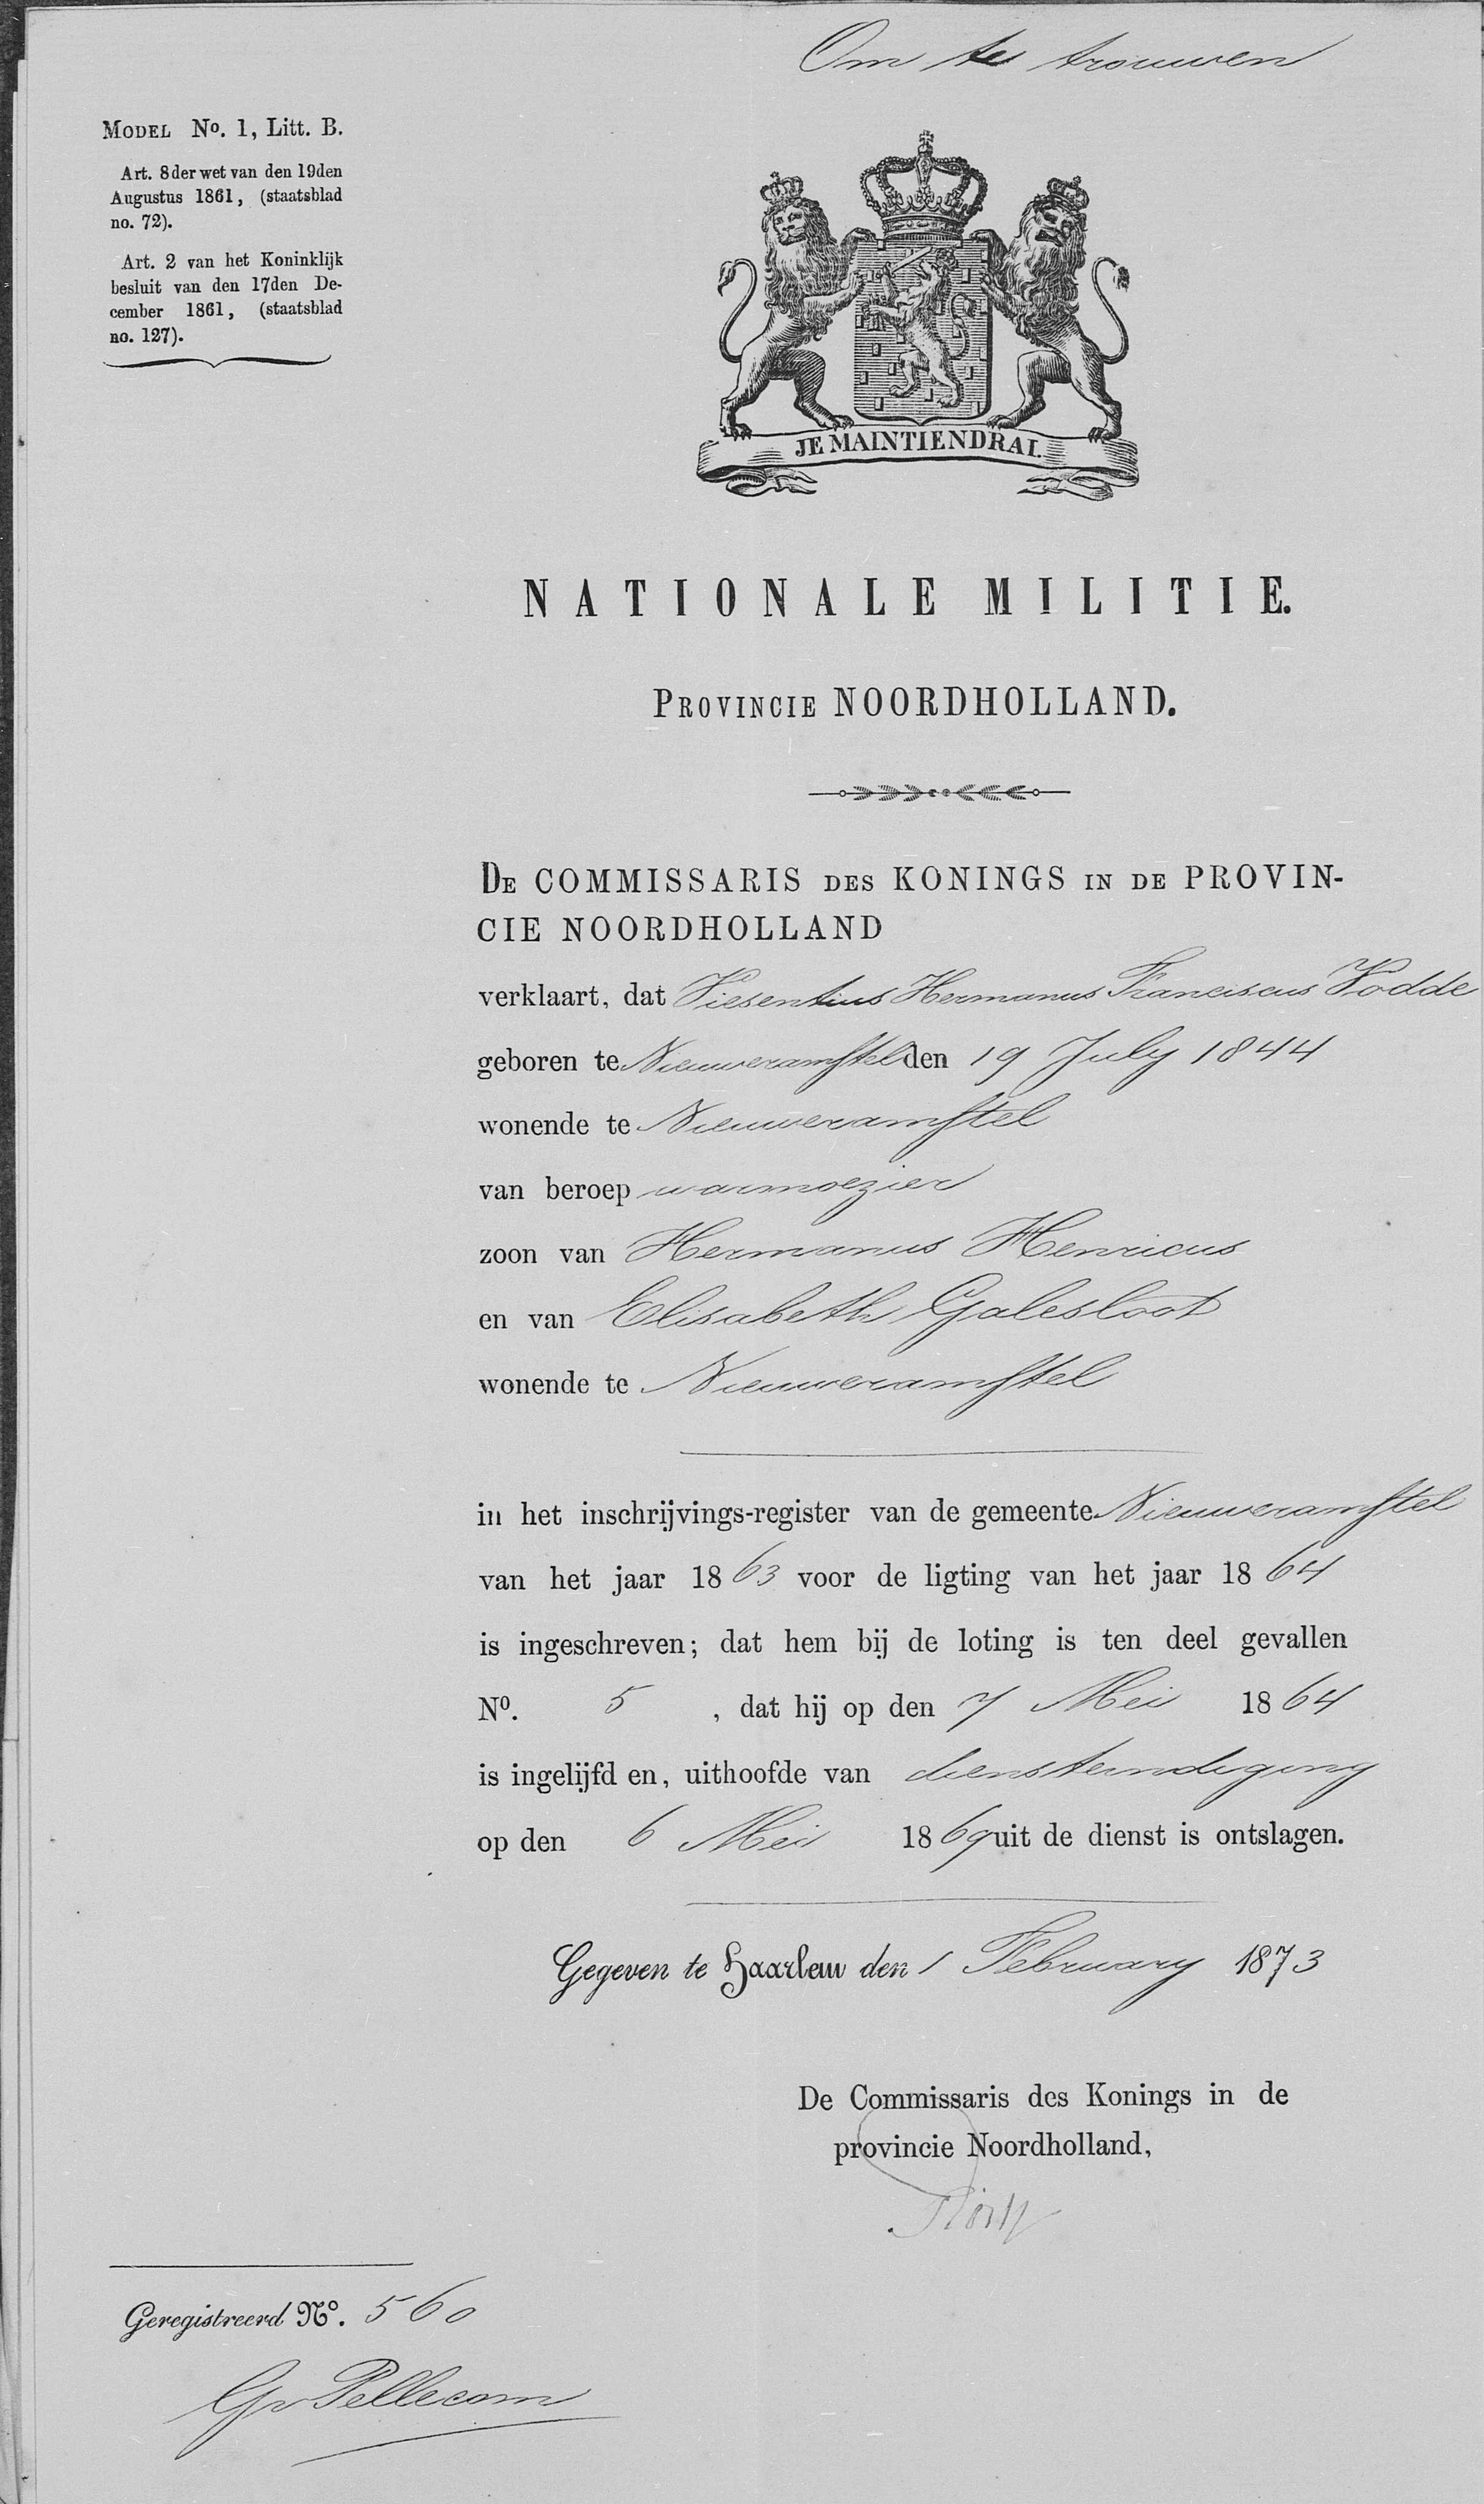 Om te trouwen
MODEL No. 1, Litt. B.
Art. 8 der wet van den 19den
Augustus 1861, (staatsblad
no. 72).
Art. 2 van het Koninklijk
besluit van den 17den De-
cember 1861, (staatsblad
no. 127).
JE MAINTIENDRAI.
NATIONALE MILITIE.
PROVINCIE NOORDHOLLAND.
DE COMMISSARIS DES KONINGS IN DE PROVIN-
CIE NOORDHOLLAND
verklaart, dat Viesentius Hermanus Franciscus Vodde
geboren te Nieuweramstel den 19 July 1844
wonende te Nieuweramstel
van beroep warmoezier
zoon van Hermanus Henricus
en van Elisabeth Galesloot
wonende te Nieuweramstel
in het inschrijvings-register van de gemeente Nieuweramstel
van het jaar 1863 voor de ligting van het jaar 1864
is ingeschreven; dat hem bij de loting is ten deel gevallen
No. 5, dat hij op den 7 Mei 1864
is ingelijfd en, uithoofde van diensteindiging
op den 6 Mei 1869 uit de dienst is ontslagen.
Gegeven te Haarlem den 1 February 1873
De Commissaris des Konings in de
provincie Noordholland,
Geregistreerd No. 560
Gv Pellecom